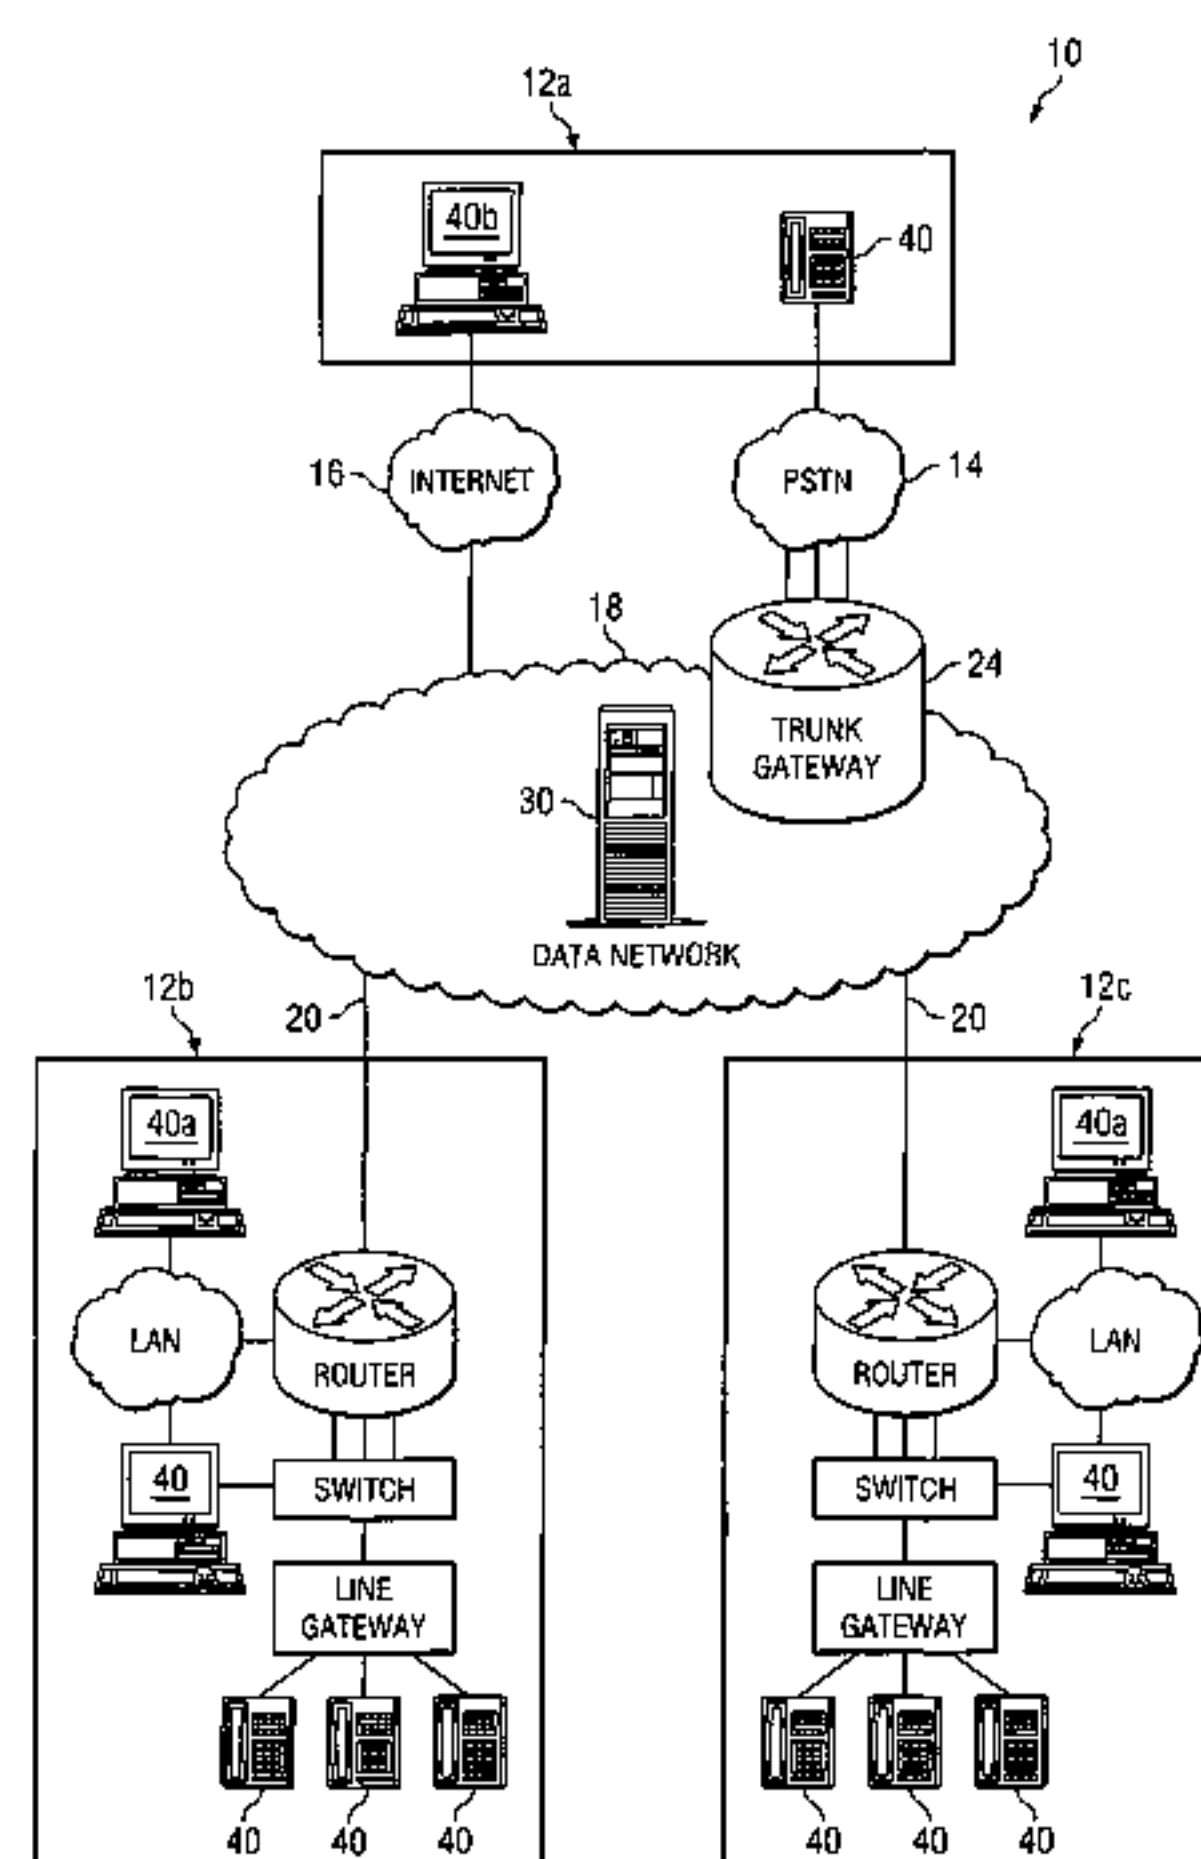 10
12a
40b
40
16
INTERNET
PSTN
14
18
24
TRUNK
GATEWAY
30
DATA NETWORK
12b
20
20
12c
40a
40a
LAN
ROUTER
ROUTER
LAN
40
SWITCH
SWITCH
40
LINE
GATEWAY
LINE
GATEWAY
40
40
40
40
40
40